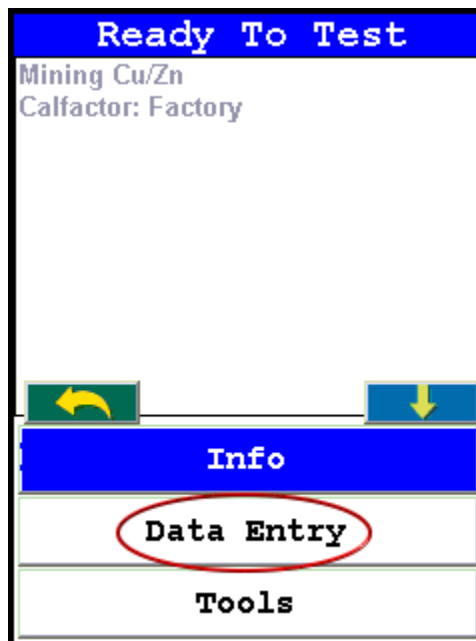 Ready To Test
Mining Cu/Zn
Calfactor: Factory
Info
Data Entry
Tools